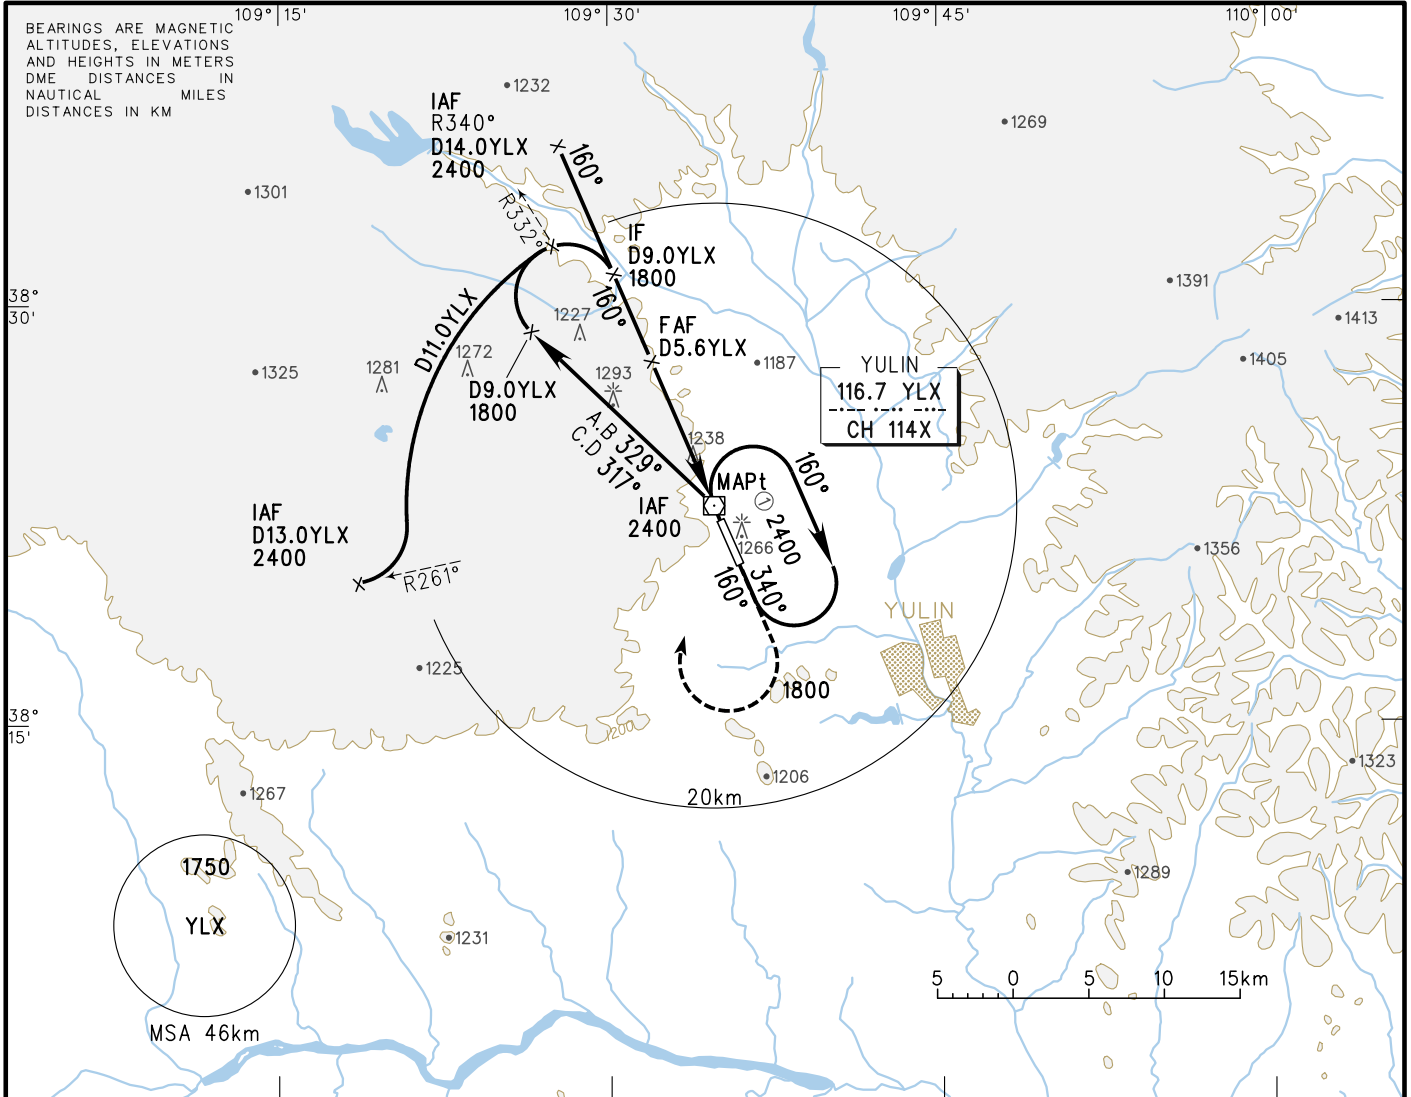 109°15'
109°30'
109°45'
110°00'
BEARINGS ARE MAGNETIC
ALTITUDES, ELEVATIONS
AND HEIGHTS IN METERS
DME DISTANCES IN
NAUTICAL MILES
DISTANCES IN KM
1232
IAF
R340°
D14.0YLX
2400
160°
1269
1301
R332°
IF
D9.0YLX
1800
160°
1391
38°
30'
D11.0YLX
1227
FAF
D5.6YLX
1413
1325
1281
1272
1293
1187
1405
YULIN
116.7 YLX
CH 114X
D9.0YLX
1800
A.B 329°
C.D 317°
1238
160°
MAPt
IAF
2400
① 2400
1266
IAF
D13.0YLX
2400
R261°
160°
340°
1356
YULIN
1225
1800
38°
15'
1200
1206
1323
20km
1267
1750
YLX
1289
1231
5 0 5 10 15km
MSA 46km